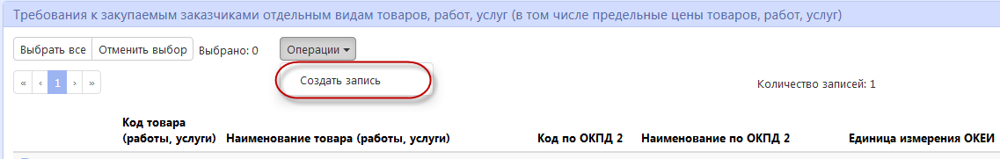 Требования к закупаемым заказчиками отдельным видам товаров, работ, услуг (в том числе предельные цены товаров, работ, услуг)
Выбрать все Отменить выбор Выбрано: 0 Операции
Создать запись
« ‹ 1 › » Количество записей: 1
Код товара
(работы, услуги) Наименование товара (работы, услуги) Код по ОКПД 2 Наименование по ОКПД 2 Единица измерения ОКЕИ